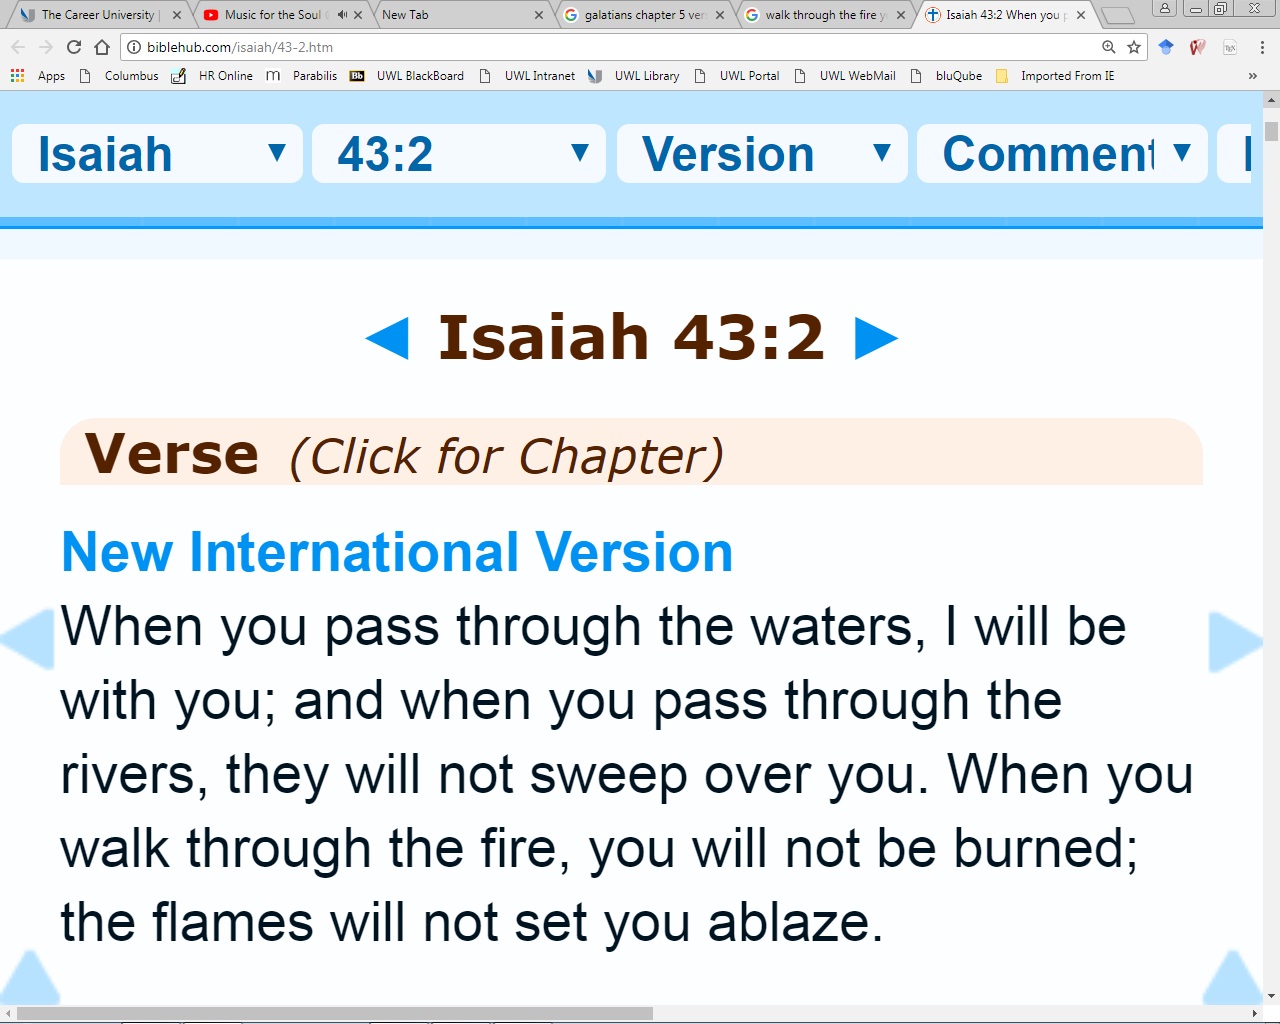 The Career University |
Music for the Soul
New Tab
galatians chapter 5 ver
walk through the fire y
Isaiah 43:2 When you p
biblehub.com/isaiah/43-2.htm
Apps Columbus HR Online Parabilis Bb UWL BlackBoard UWL Intranet UWL Library UWL Portal UWL WebMail bluQube Imported From IE »
Isaiah ▼ 43:2 ▼ Version ▼ Comment ▼
◄ Isaiah 43:2 ►
Verse (Click for Chapter)
New International Version
When you pass through the waters, I will be
with you; and when you pass through the
rivers, they will not sweep over you. When you
walk through the fire, you will not be burned;
the flames will not set you ablaze.